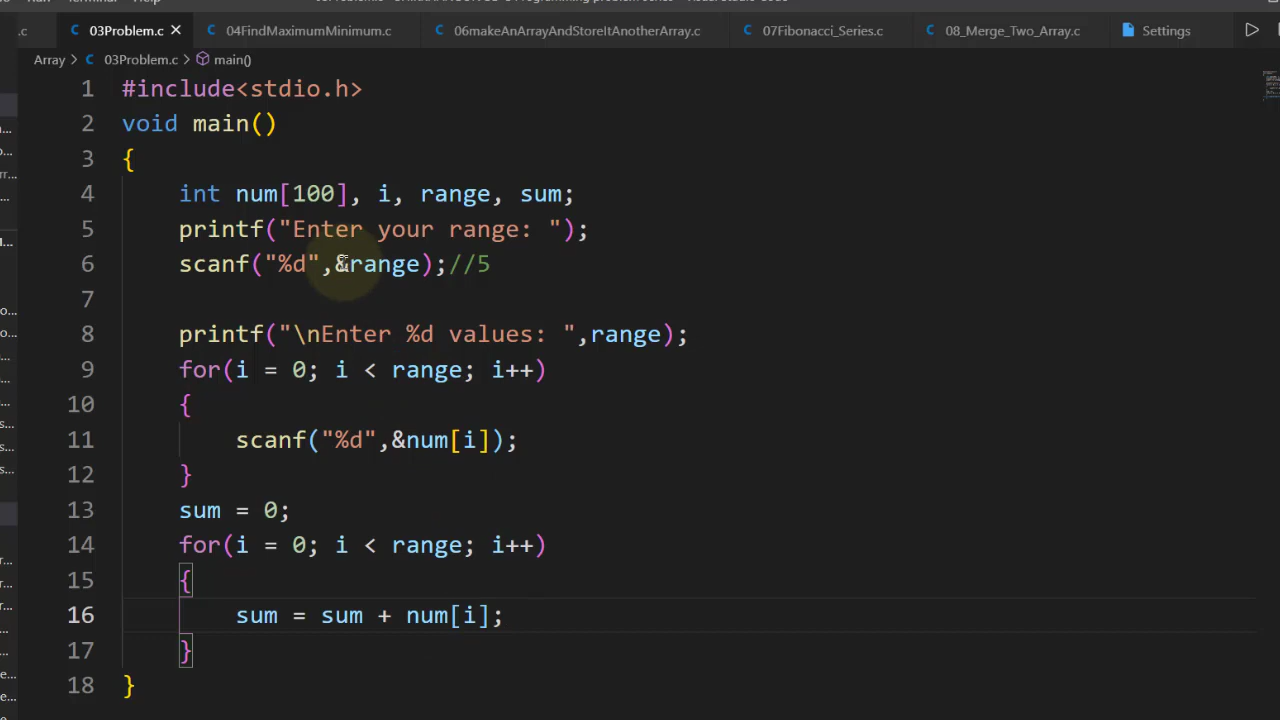 .c 03Problem.c 04FindMaximumMinimum.c 06makeAnArrayAndStoreItAnotherArray.c 07Fibonacci_Series.c 08_Merge_Two_Array.c Settings
Array > 03Problem.c > main()
1 #include<stdio.h>
2 void main()
3 {
4 int num[100], i, range, sum;
5 printf("Enter your range: ");
6 scanf("%d",&range);//5
7
8 printf("\nEnter %d values: ",range);
9 for(i = 0; i < range; i++)
10 {
11 scanf("%d",&num[i]);
12 }
13 sum = 0;
14 for(i = 0; i < range; i++)
15 {
16 sum = sum + num[i];
17 }
18 }